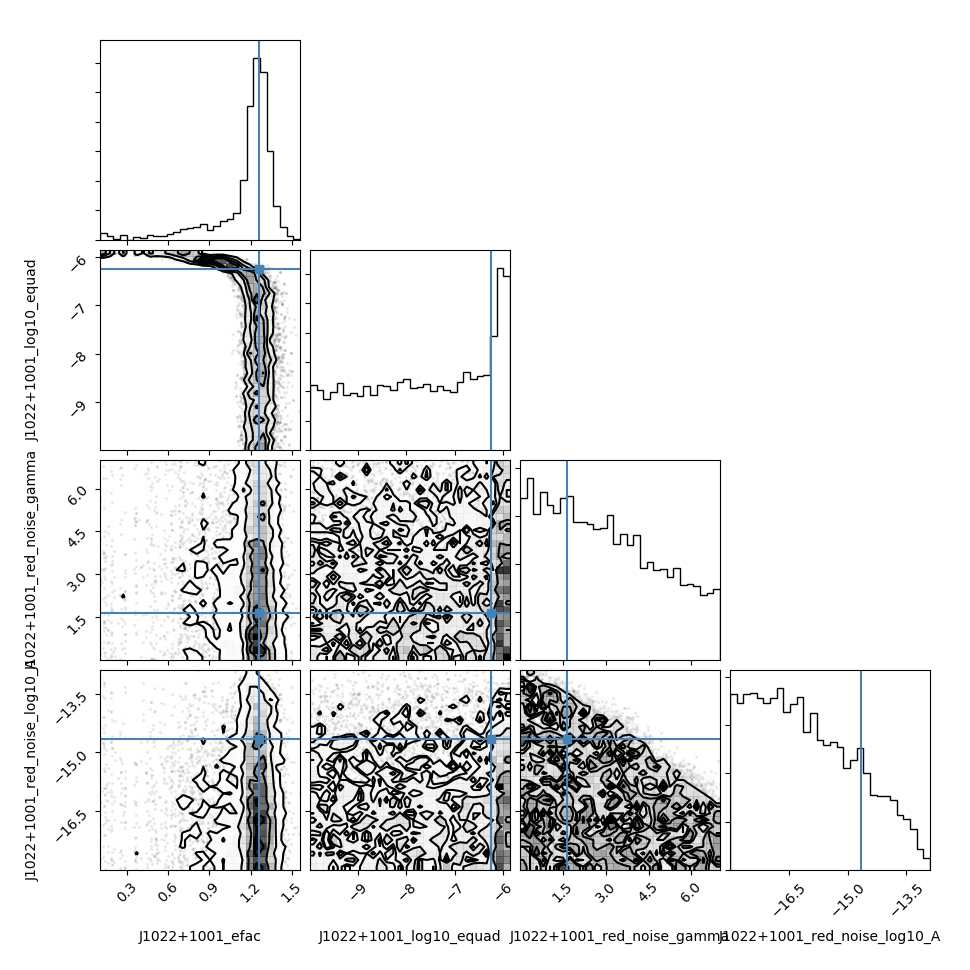 J1022+1001_log10_equad
−6
−7
−8
−9
J1022+1001_red_noise_gamma
6.0
4.5
3.0
1.5
J1022+1001_red_noise_log10_A
−13.5
−15.0
−16.5
0.3 0.6 0.9 1.2 1.5 −9 −8 −7 −6 1.5 3.0 4.5 6.0 −16.5 −15.0 −13.5
J1022+1001_efac J1022+1001_log10_equad J1022+1001_red_noise_gamma J1022+1001_red_noise_log10_A